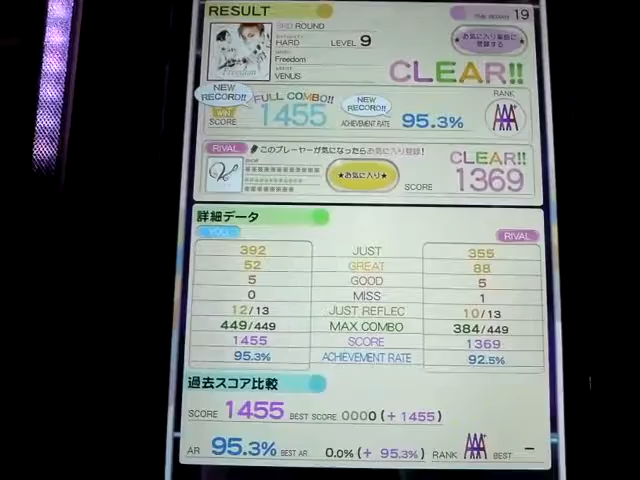 RESULT
TIME REMAIN 19
3RD ROUND
HARD LEVEL 9
Freedom
VENUS
Freedom
お気に入り楽曲に
登録する
CLEAR!!
NEW RECORD!!
FULL COMBO!!
WIN
SCORE 1455
NEW RECORD!!
ACHIEVEMENT RATE 95.3%
RANK
AAA+
RIVAL
このプレーヤーが気になったらお気に入り登録!
★お気に入り★
CLEAR!!
SCORE 1369
詳細データ
YOU RIVAL
392 JUST 355
52 GREAT 88
5 GOOD 5
0 MISS 1
12/13 JUST REFLEC 10/13
449/449 MAX COMBO 384/449
1455 SCORE 1369
95.3% ACHIEVEMENT RATE 92.5%
過去スコア比較
SCORE 1455 BEST SCORE 0000 (+ 1455)
AR 95.3% BEST AR 0.0% (+ 95.3%) RANK AAA+ BEST –